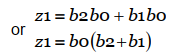 z1 = b2b0 + b1b0
or z1 = b0(b2+b1)